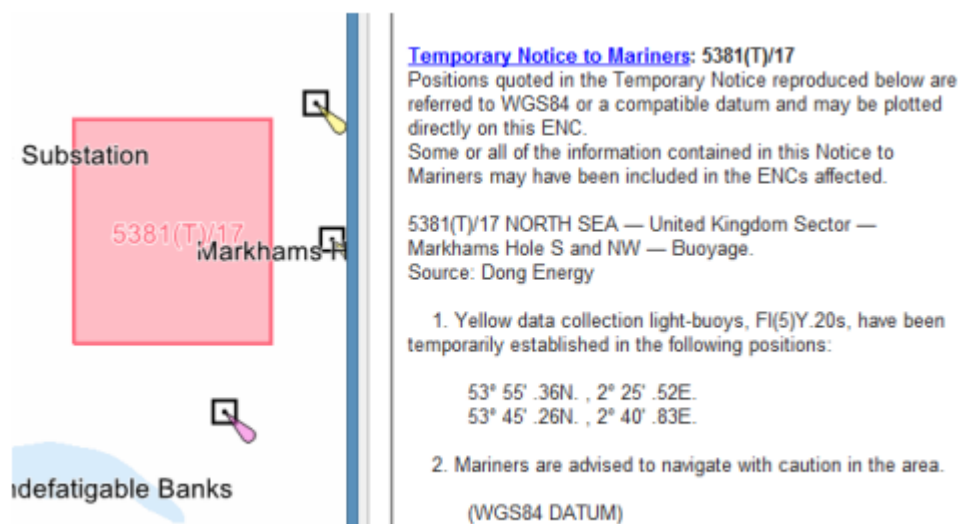 Substation
5381(T)/17
Markhams H
ndefatigable Banks
Temporary Notice to Mariners: 5381(T)/17
Positions quoted in the Temporary Notice reproduced below are
referred to WGS84 or a compatible datum and may be plotted
directly on this ENC.
Some or all of the information contained in this Notice to
Mariners may have been included in the ENCs affected.
5381(T)/17 NORTH SEA — United Kingdom Sector —
Markhams Hole S and NW — Buoyage.
Source: Dong Energy
1. Yellow data collection light-buoys, Fl(5)Y.20s, have been
temporarily established in the following positions:
53° 55' .36N. , 2° 25' .52E.
53° 45' .26N. , 2° 40' .83E.
2. Mariners are advised to navigate with caution in the area.
(WGS84 DATUM)